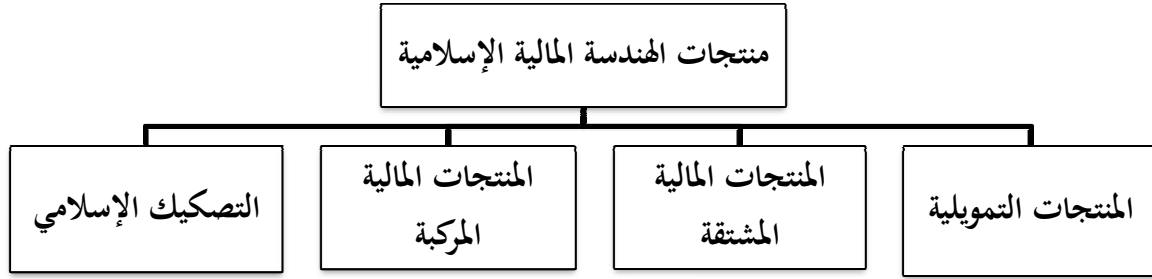 منتجات الهندسة المالية الإسلامية
المنتجات التمويلية
المنتجات المالية
المشتقة
المنتجات المالية
المركبة
التصكيك الإسلامي